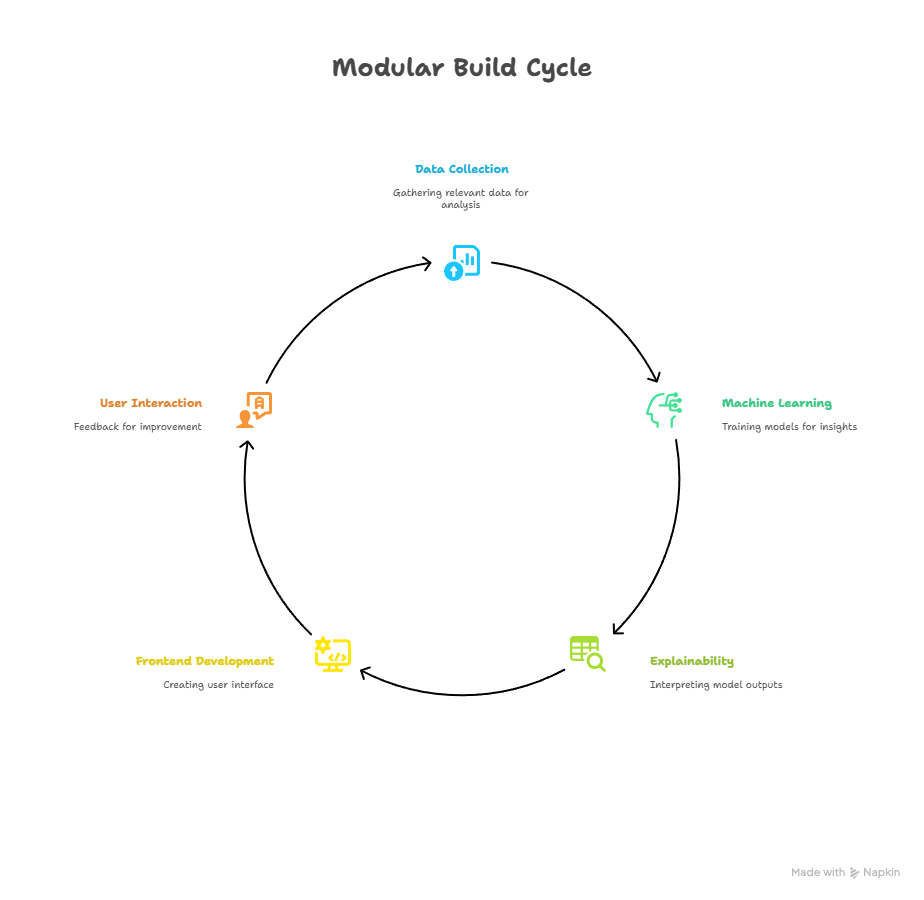 Modular Build Cycle
Data Collection
Gathering relevant data for
analysis
Machine Learning
Training models for insights
Explainability
Interpreting model outputs
Frontend Development
Creating user interface
User Interaction
Feedback for improvement
Made with Napkin